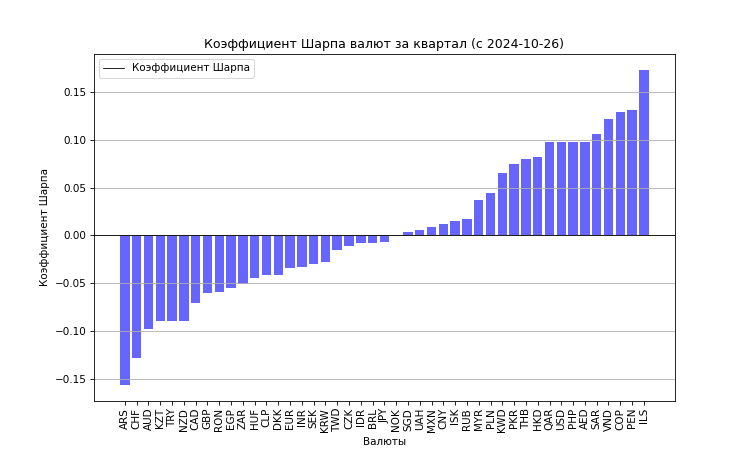 Коэффициент Шарпа валют за квартал (с 2024-10-26)
Коэффициент Шарпа
0.15
0.10
0.05
0.00
−0.05
−0.10
−0.15
Коэффициент Шарпа
ARS CHF AUD KZT TRY NZD CAD GBP RON EGP ZAR HUF CLP DKK EUR INR SEK KRW TWD CZK IDR BRL JPY NOK SGD UAH MXN CNY ISK RUB MYR PLN KWD PKR THB HKD QAR USD PHP AED SAR VND COP PEN ILS
Валюты